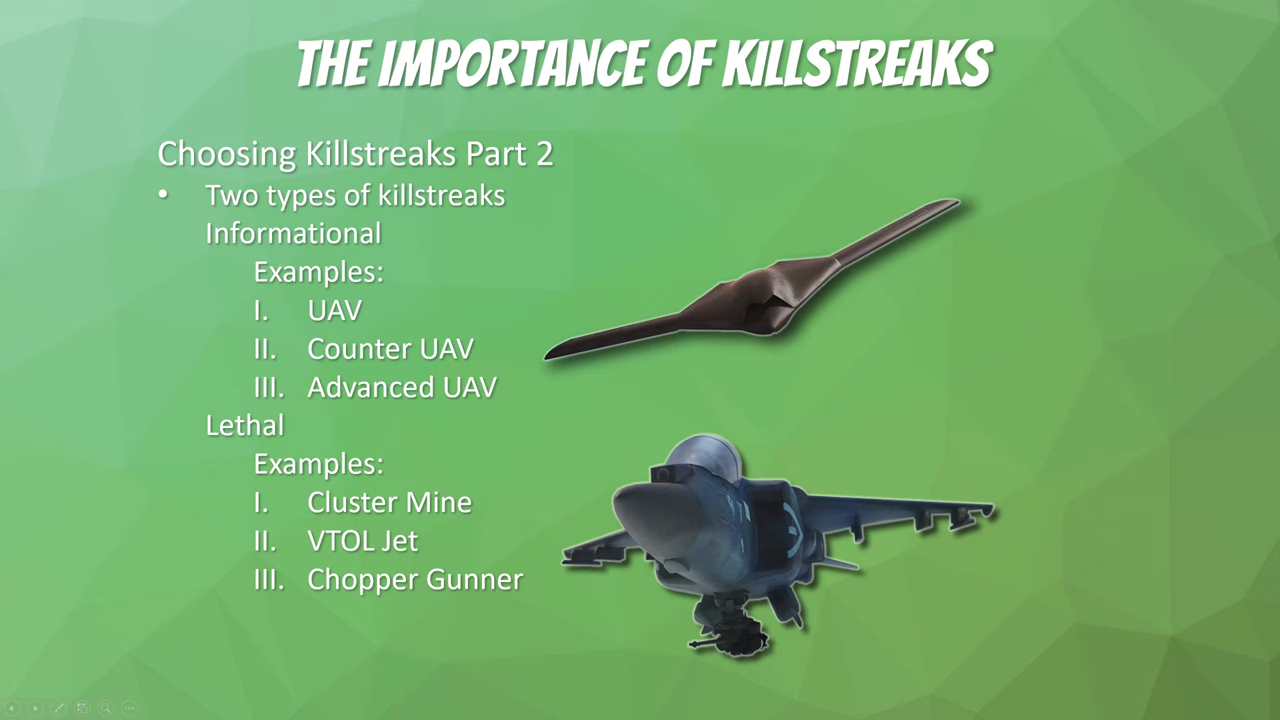 THE IMPORTANCE OF KILLSTREAKS
Choosing Killstreaks Part 2
• Two types of killstreaks
Informational
Examples:
I. UAV
II. Counter UAV
III. Advanced UAV
Lethal
Examples:
I. Cluster Mine
II. VTOL Jet
III. Chopper Gunner